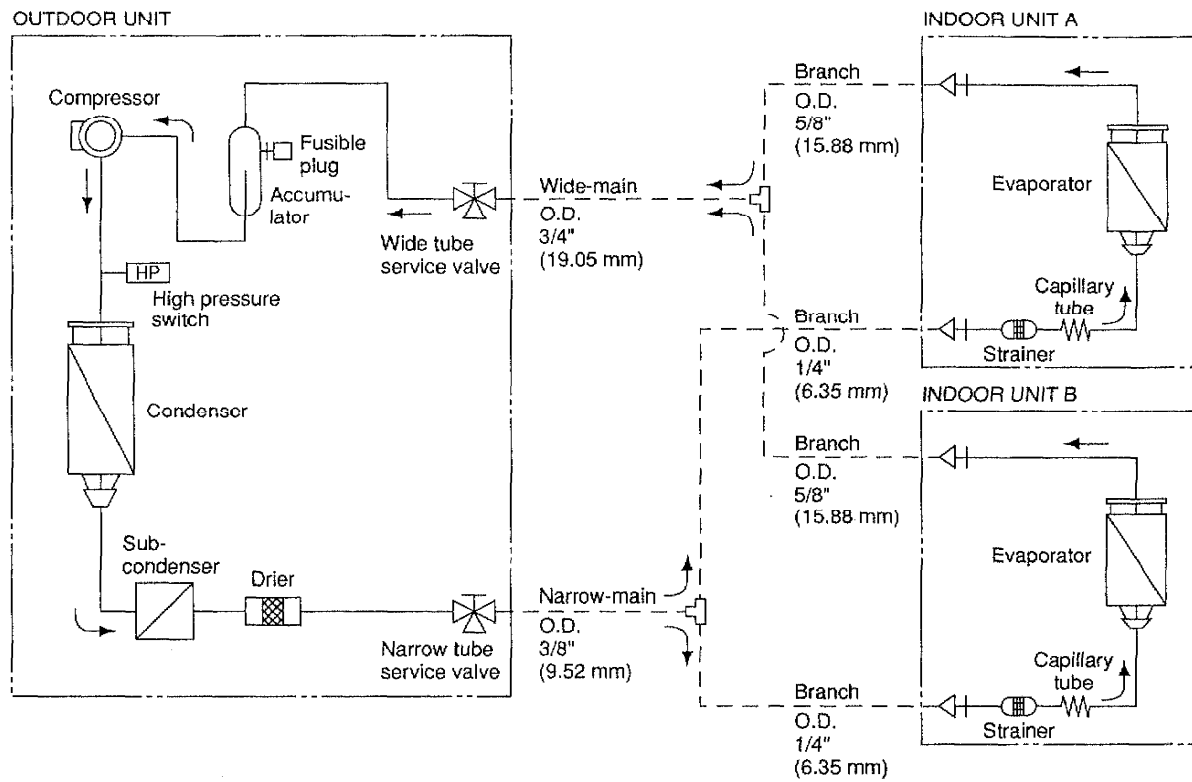 OUTDOOR UNIT
Compressor
Fusible
plug
Accumu-
lator
Wide tube
service valve
HP
High pressure
switch
Condenser
Sub-
condenser
Drier
Narrow tube
service valve
Wide-main
O.D.
3/4"
(19.05 mm)
Narrow-main
O.D.
3/8"
(9.52 mm)
Branch
O.D.
5/8"
(15.88 mm)
Branch
O.D.
1/4"
(6.35 mm)
Branch
O.D.
5/8"
(15.88 mm)
Branch
O.D.
1/4"
(6.35 mm)
INDOOR UNIT A
Evaporator
Capillary
tube
Strainer
INDOOR UNIT B
Evaporator
Capillary
tube
Strainer